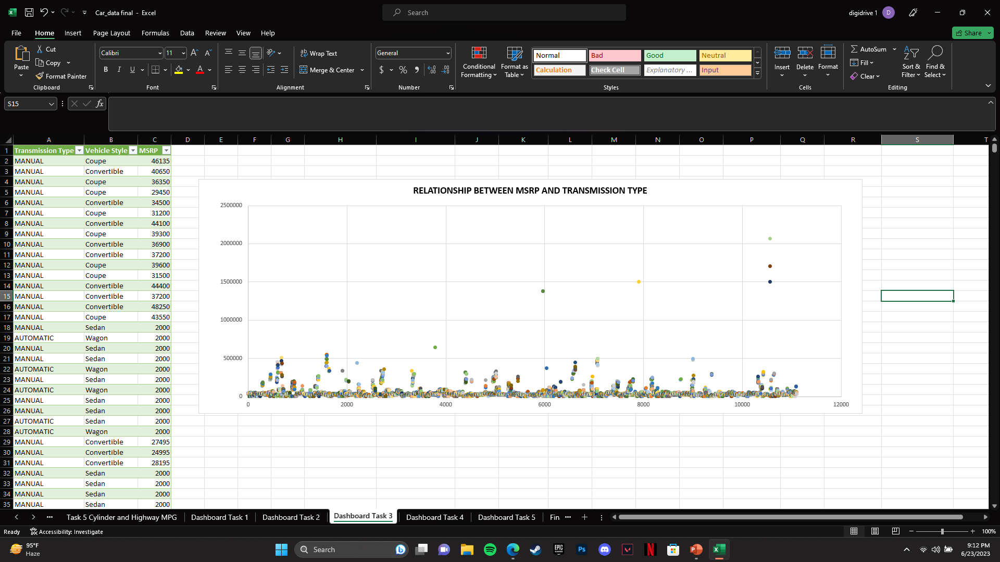 Car_data final - Excel
Search
digidrive 1
D
File Home Insert Page Layout Formulas Data Review View Help
Share
Paste
Cut
Copy
Format Painter
Clipboard
Calibri
11
B I U
Font
Wrap Text
Merge & Center
Alignment
General
$ % 9
Number
Conditional Formatting
Format as Table
Normal Bad Good Neutral
Calculation Check Cell Explanatory ... Input
Styles
Insert Delete Format
Cells
AutoSum
Fill
Clear
Sort & Filter
Find & Select
Editing
S15
fx
A B C D E F G H I J K L M N O P Q R S T
1 Transmission Type Vehicle Style MSRP
2 MANUAL Coupe 46135
3 MANUAL Convertible 40650
4 MANUAL Coupe 36350
5 MANUAL Coupe 29450
6 MANUAL Convertible 34500
7 MANUAL Coupe 31200
8 MANUAL Convertible 44100
9 MANUAL Coupe 39300
10 MANUAL Convertible 36900
11 MANUAL Convertible 37200
12 MANUAL Coupe 39600
13 MANUAL Coupe 31500
14 MANUAL Convertible 44400
15 MANUAL Convertible 37200
16 MANUAL Convertible 48250
17 MANUAL Coupe 43550
18 MANUAL Sedan 2000
19 AUTOMATIC Wagon 2000
20 MANUAL Sedan 2000
21 MANUAL Sedan 2000
22 AUTOMATIC Wagon 2000
23 MANUAL Sedan 2000
24 AUTOMATIC Wagon 2000
25 MANUAL Sedan 2000
26 MANUAL Sedan 2000
27 AUTOMATIC Sedan 2000
28 AUTOMATIC Wagon 2000
29 MANUAL Convertible 27495
30 MANUAL Convertible 24995
31 MANUAL Convertible 28195
32 MANUAL Sedan 2000
33 MANUAL Sedan 2000
34 MANUAL Sedan 2000
35 MANUAL Sedan 2000
RELATIONSHIP BETWEEN MSRP AND TRANSMISSION TYPE
2500000
2000000
1500000
1000000
500000
0
0 2000 4000 6000 8000 10000 12000
Task 5 Cylinder and Highway MPG Dashboard Task 1 Dashboard Task 2 Dashboard Task 3 Dashboard Task 4 Dashboard Task 5 Fin
Ready Accessibility: Investigate
100%
95°F
Haze
Search
EPIC GAMES
Ps
N
9:12 PM
6/23/2023